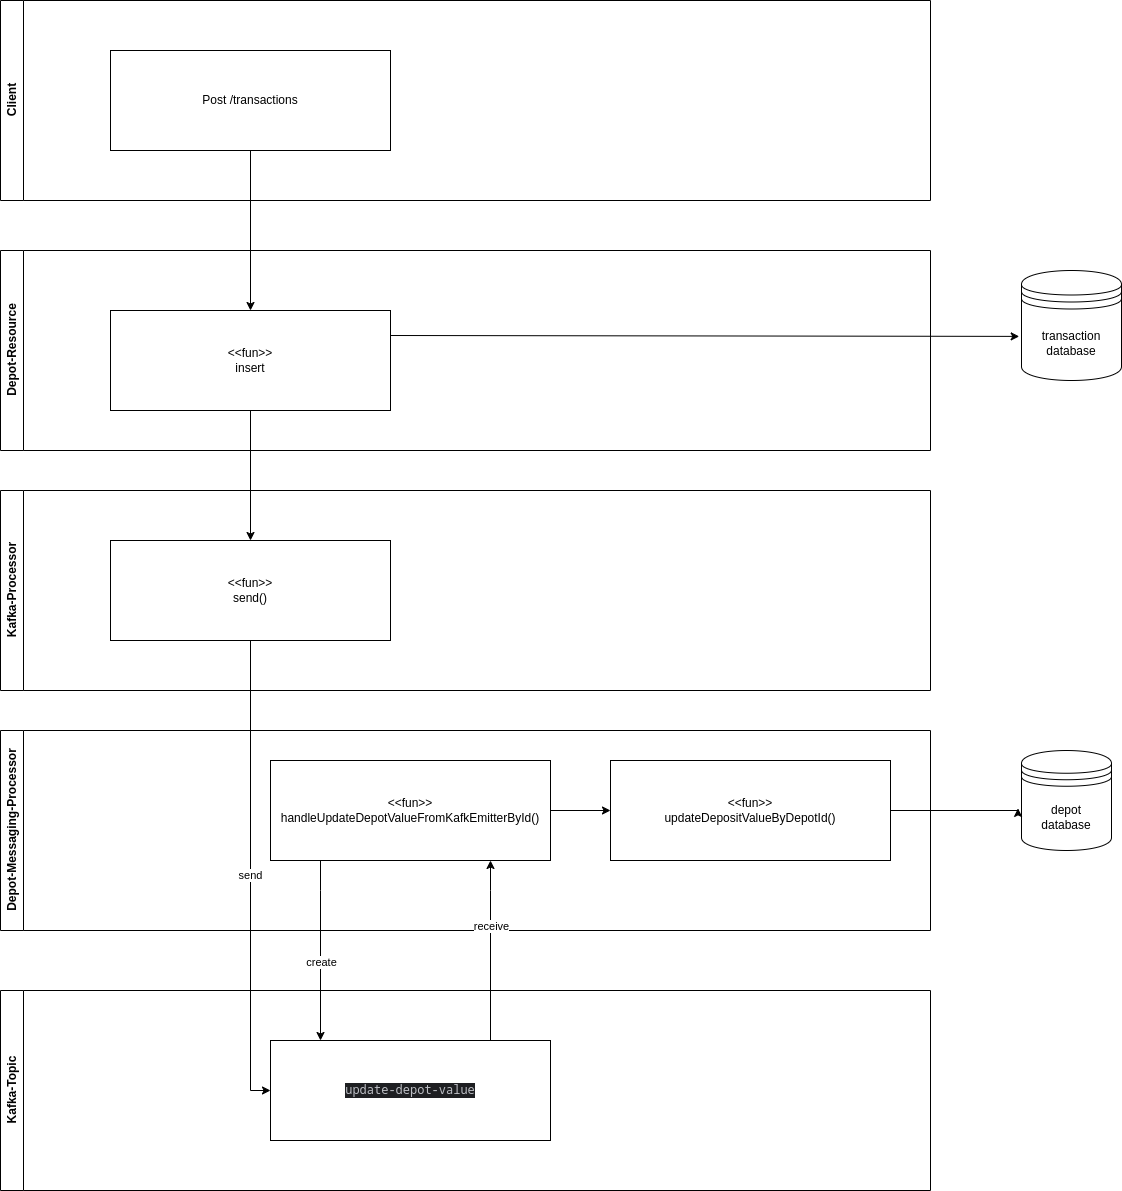 Client
Post /transactions
Depot-Resource
<<fun>>
insert
transaction
database
Kafka-Processor
<<fun>>
send()
Depot-Messaging-Processor
<<fun>>
handleUpdateDepotValueFromKafkEmitterById()
<<fun>>
updateDepositValueByDepotId()
depot
database
send
receive
create
Kafka-Topic
update-depot-value